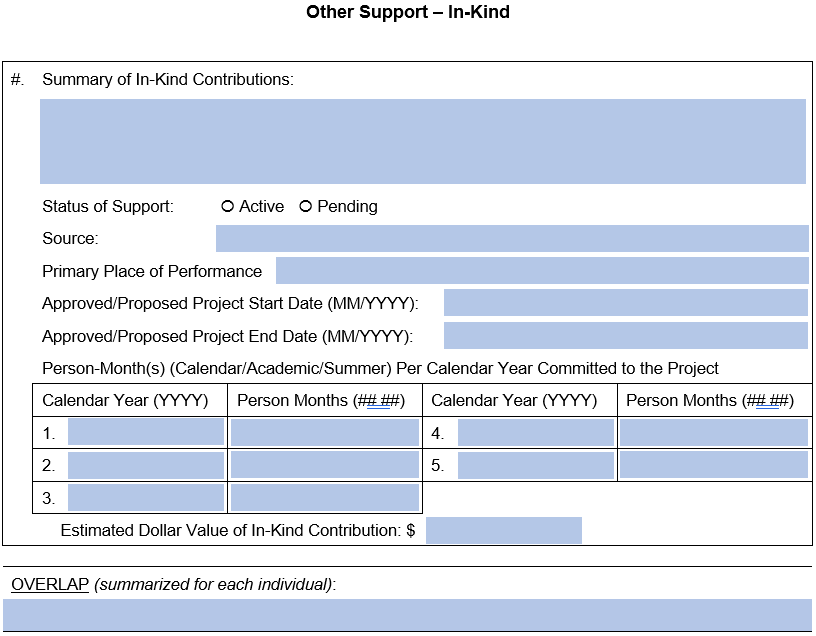 Other Support – In-Kind
#. Summary of In-Kind Contributions:
Status of Support: O Active O Pending
Source:
Primary Place of Performance
Approved/Proposed Project Start Date (MM/YYYY):
Approved/Proposed Project End Date (MM/YYYY):
Person-Month(s) (Calendar/Academic/Summer) Per Calendar Year Committed to the Project
Calendar Year (YYYY) Person Months (##.##) Calendar Year (YYYY) Person Months (##.##)
1. 4.
2. 5.
3.
Estimated Dollar Value of In-Kind Contribution: $
OVERLAP (summarized for each individual):